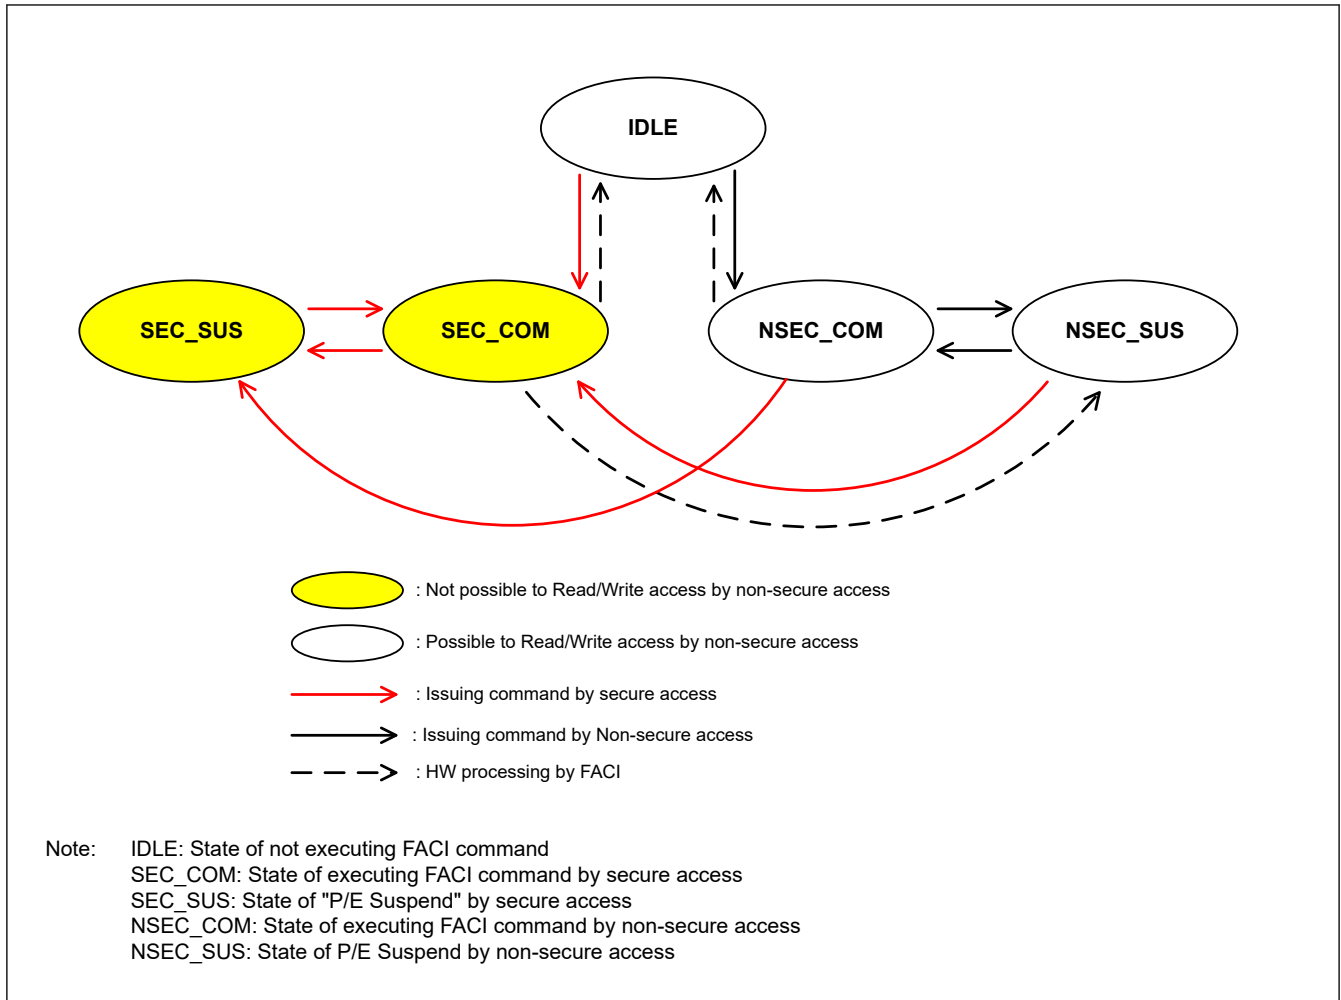 IDLE
SEC_SUS
SEC_COM
NSEC_COM
NSEC_SUS
: Not possible to Read/Write access by non-secure access
: Possible to Read/Write access by non-secure access
: Issuing command by secure access
: Issuing command by Non-secure access
: HW processing by FACI
Note: IDLE: State of not executing FACI command
SEC_COM: State of executing FACI command by secure access
SEC_SUS: State of "P/E Suspend" by secure access
NSEC_COM: State of executing FACI command by non-secure access
NSEC_SUS: State of P/E Suspend by non-secure access